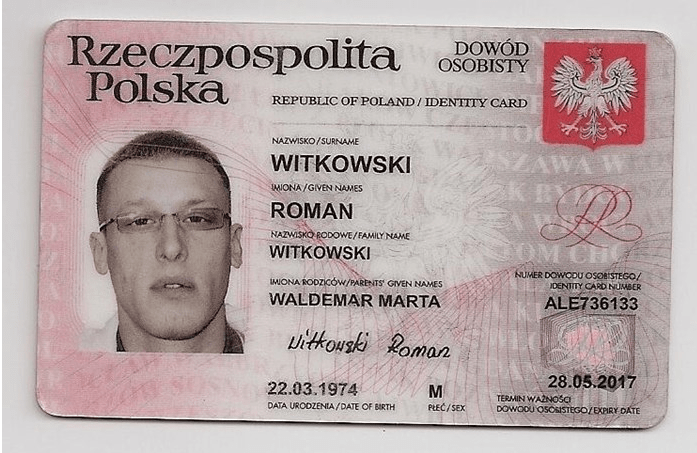 Rzeczpospolita
Polska
DOWÓD
OSOBISTY
REPUBLIC OF POLAND / IDENTITY CARD
NAZWISKO / SURNAME
WITKOWSKI
IMIONA / GIVEN NAMES
ROMAN
NAZWISKO RODOWE / FAMILY NAME
WITKOWSKI
IMIONA RODZICÓW / PARENTS' GIVEN NAMES
WALDEMAR MARTA
NUMER DOWODU OSOBISTEGO /
IDENTITY CARD NUMBER
ALE736133
Witkowski Roman
22.03.1974
DATA URODZENIA / DATE OF BIRTH
M
PŁEĆ / SEX
28.05.2017
TERMIN WAŻNOŚCI
DOWODU OSOBISTEGO / EXPIRY DATE